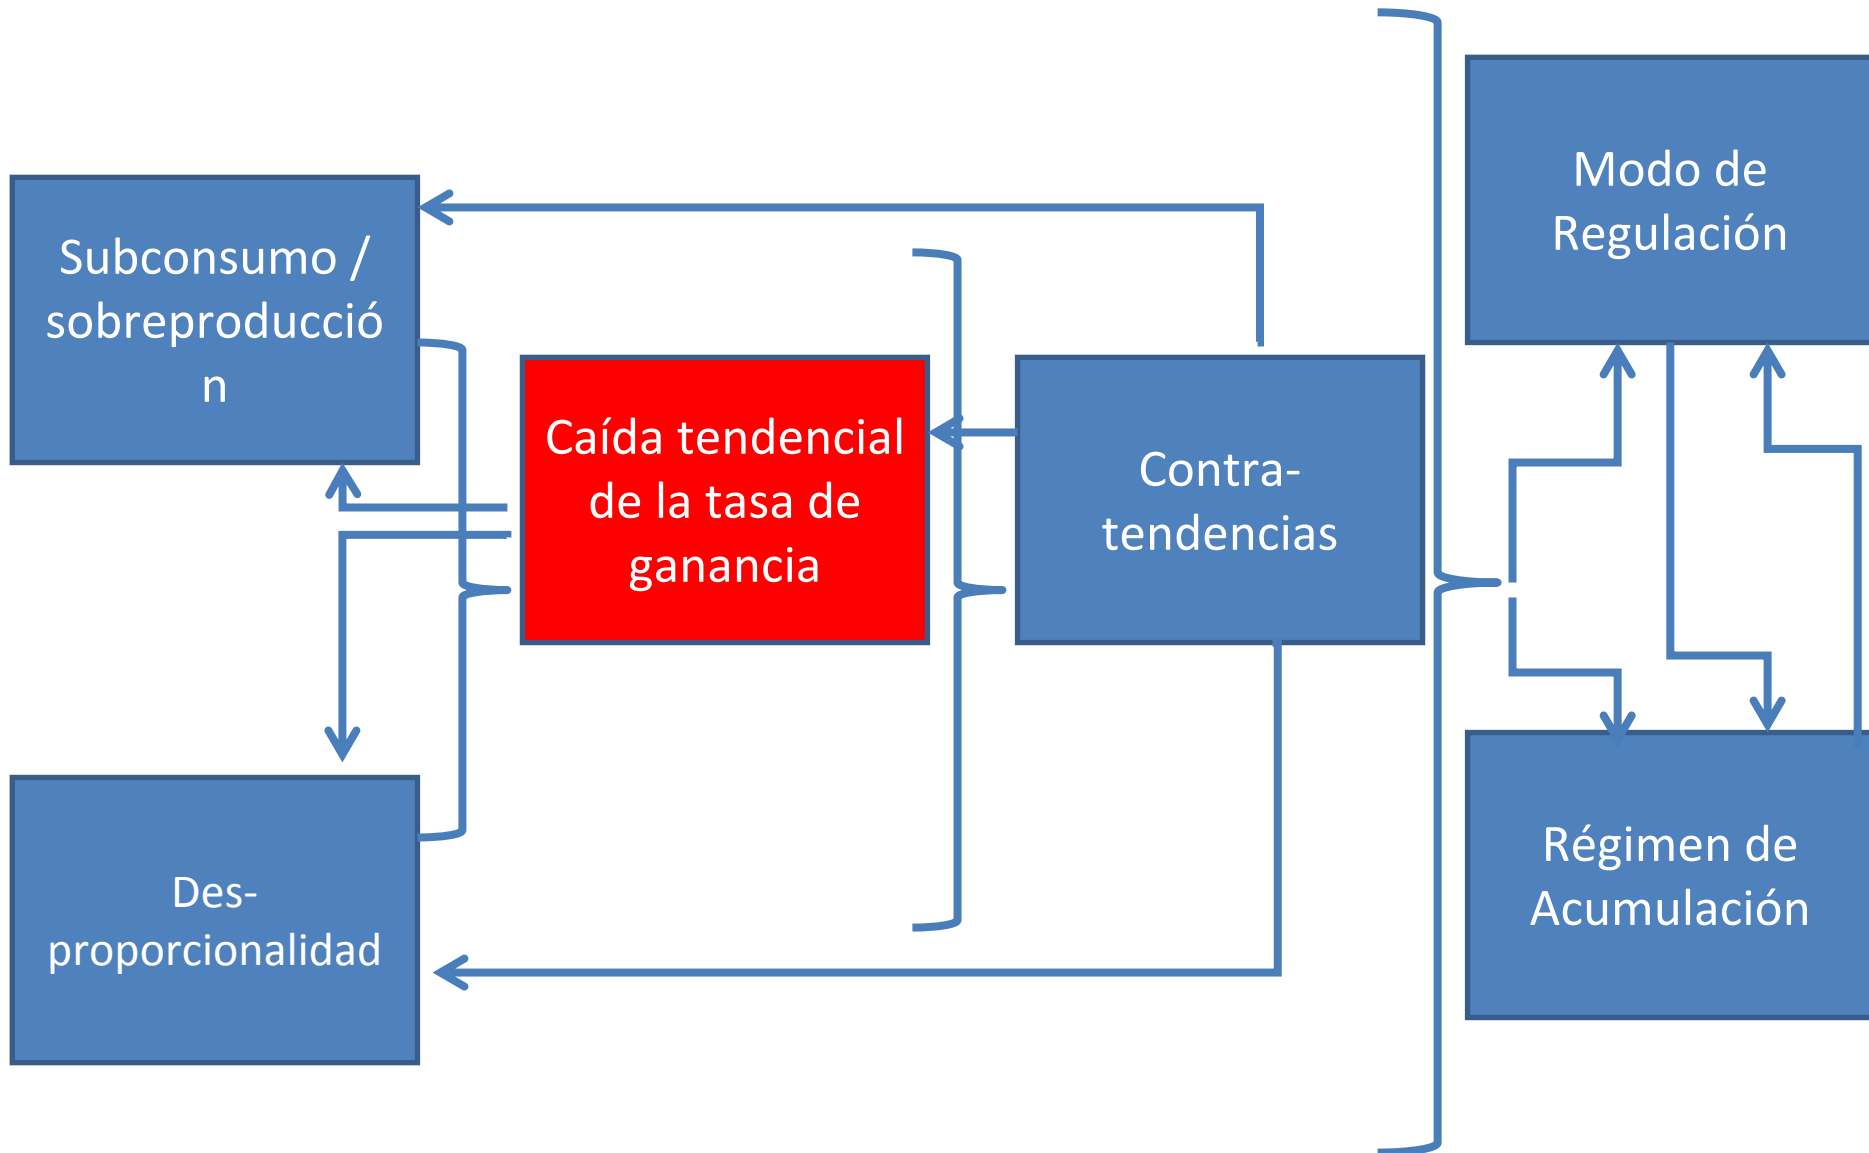 Subconsumo /
sobreproducció
n
Des-
proporcionalidad
Caída tendencial
de la tasa de
ganancia
Contra-
tendencias
Modo de
Regulación
Régimen de
Acumulación